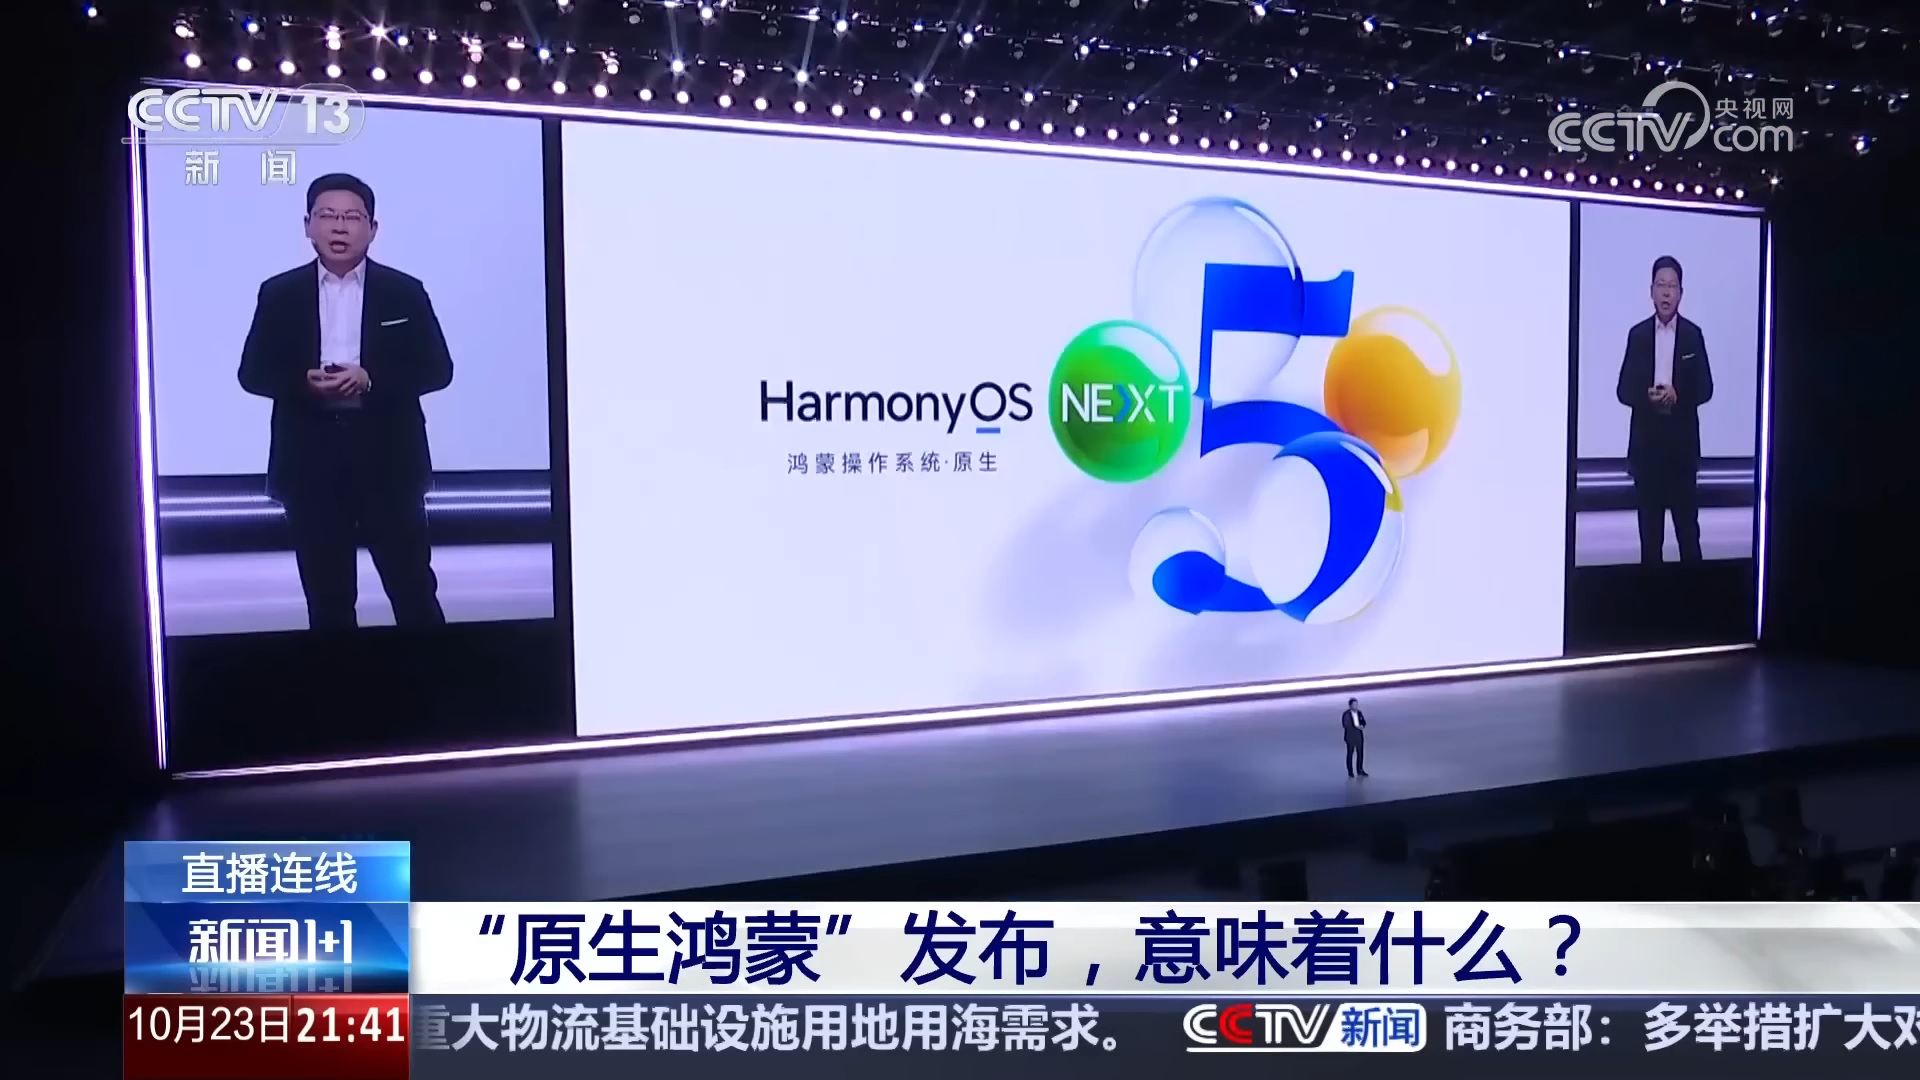 CCTV 13
新闻
央视网
CCTV.com
HarmonyOS NEXT 5
鸿蒙操作系统·原生
直播连线
新闻1+1
“原生鸿蒙”发布，意味着什么？
10月23日21:41
重大物流基础设施用地用海需求。 CCTV新闻 商务部：多举措扩大对